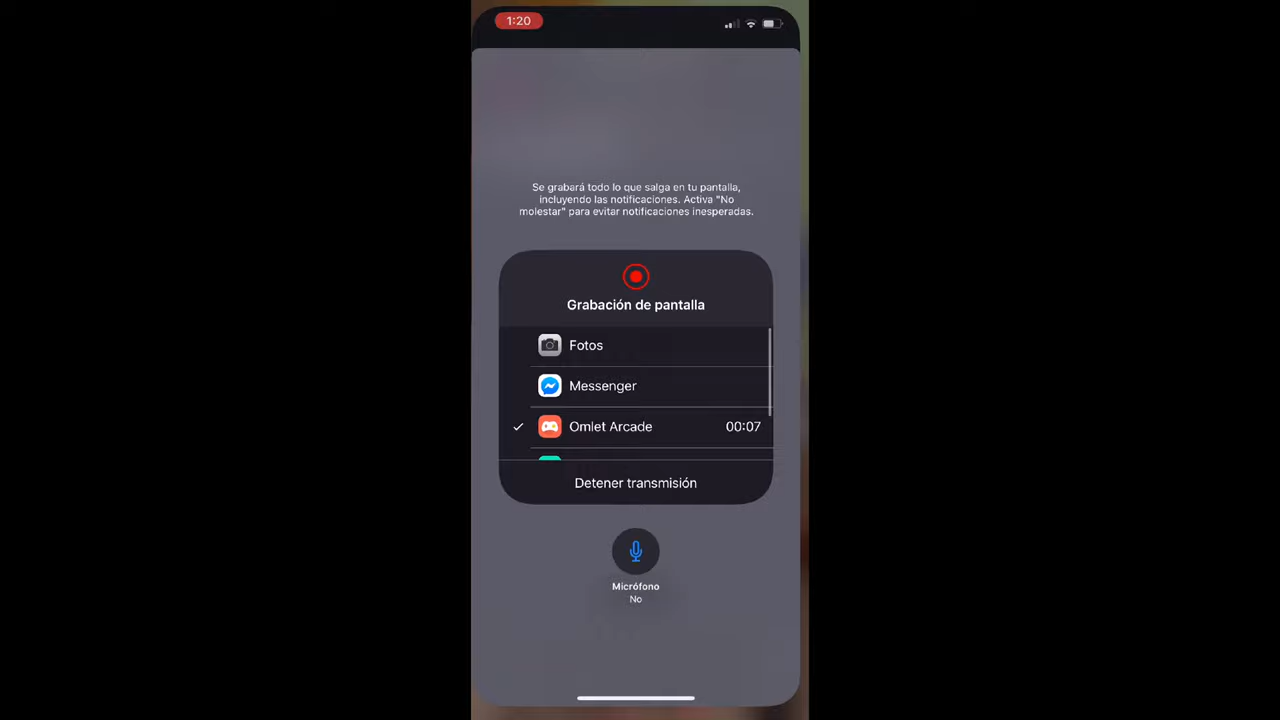 1:20
Se grabará todo lo que salga en tu pantalla,
incluyendo las notificaciones. Activa "No
molestar" para evitar notificaciones inesperadas.
Grabación de pantalla
Fotos
Messenger
Omlet Arcade 00:07
Detener transmisión
Micrófono
No